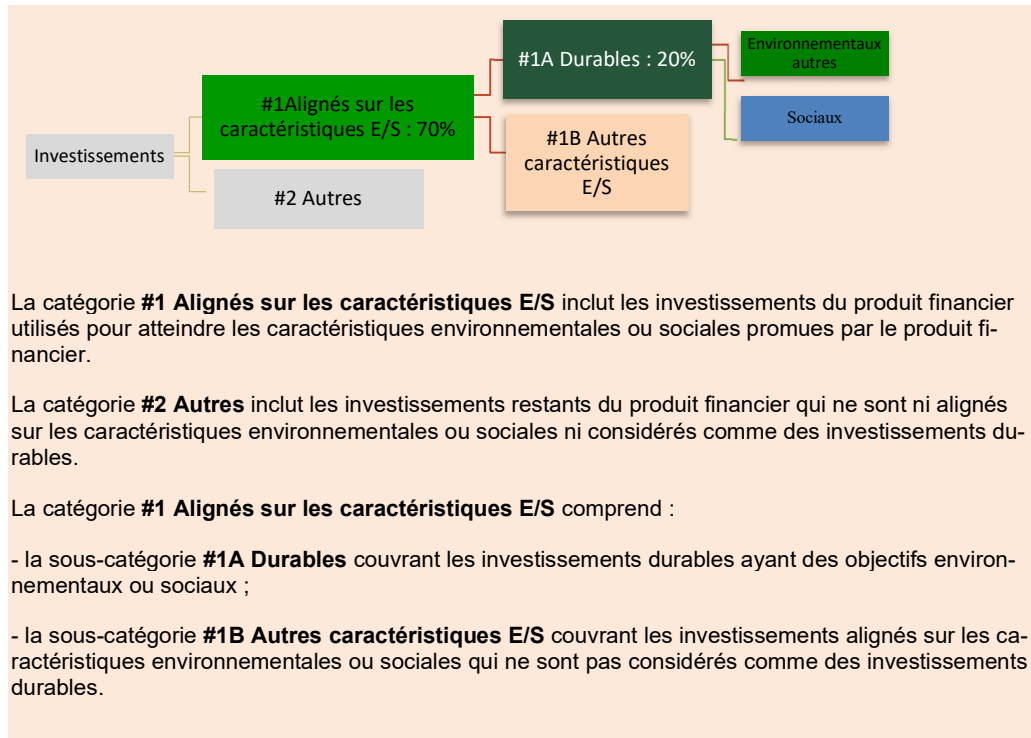 Investissements
#1Alignés sur les
caractéristiques E/S : 70%
#2 Autres
#1A Durables : 20%
#1B Autres
caractéristiques
E/S
Environnementaux
autres
Sociaux
La catégorie #1 Alignés sur les caractéristiques E/S inclut les investissements du produit financier
utilisés pour atteindre les caractéristiques environnementales ou sociales promues par le produit fi-
nancier.
La catégorie #2 Autres inclut les investissements restants du produit financier qui ne sont ni alignés
sur les caractéristiques environnementales ou sociales ni considérés comme des investissements du-
rables.
La catégorie #1 Alignés sur les caractéristiques E/S comprend :
- la sous-catégorie #1A Durables couvrant les investissements durables ayant des objectifs environ-
nementaux ou sociaux ;
- la sous-catégorie #1B Autres caractéristiques E/S couvrant les investissements alignés sur les ca-
ractéristiques environnementales ou sociales qui ne sont pas considérés comme des investissements
durables.